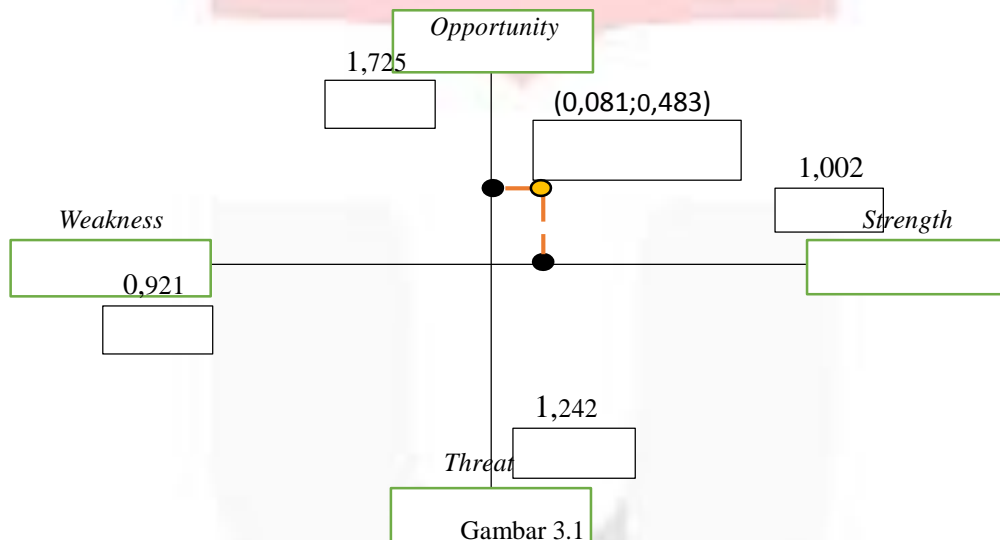 Opportunity
1,725
(0,081;0,483)
1,002
Weakness
Strength
0,921
1,242
Threat
Gambar 3.1